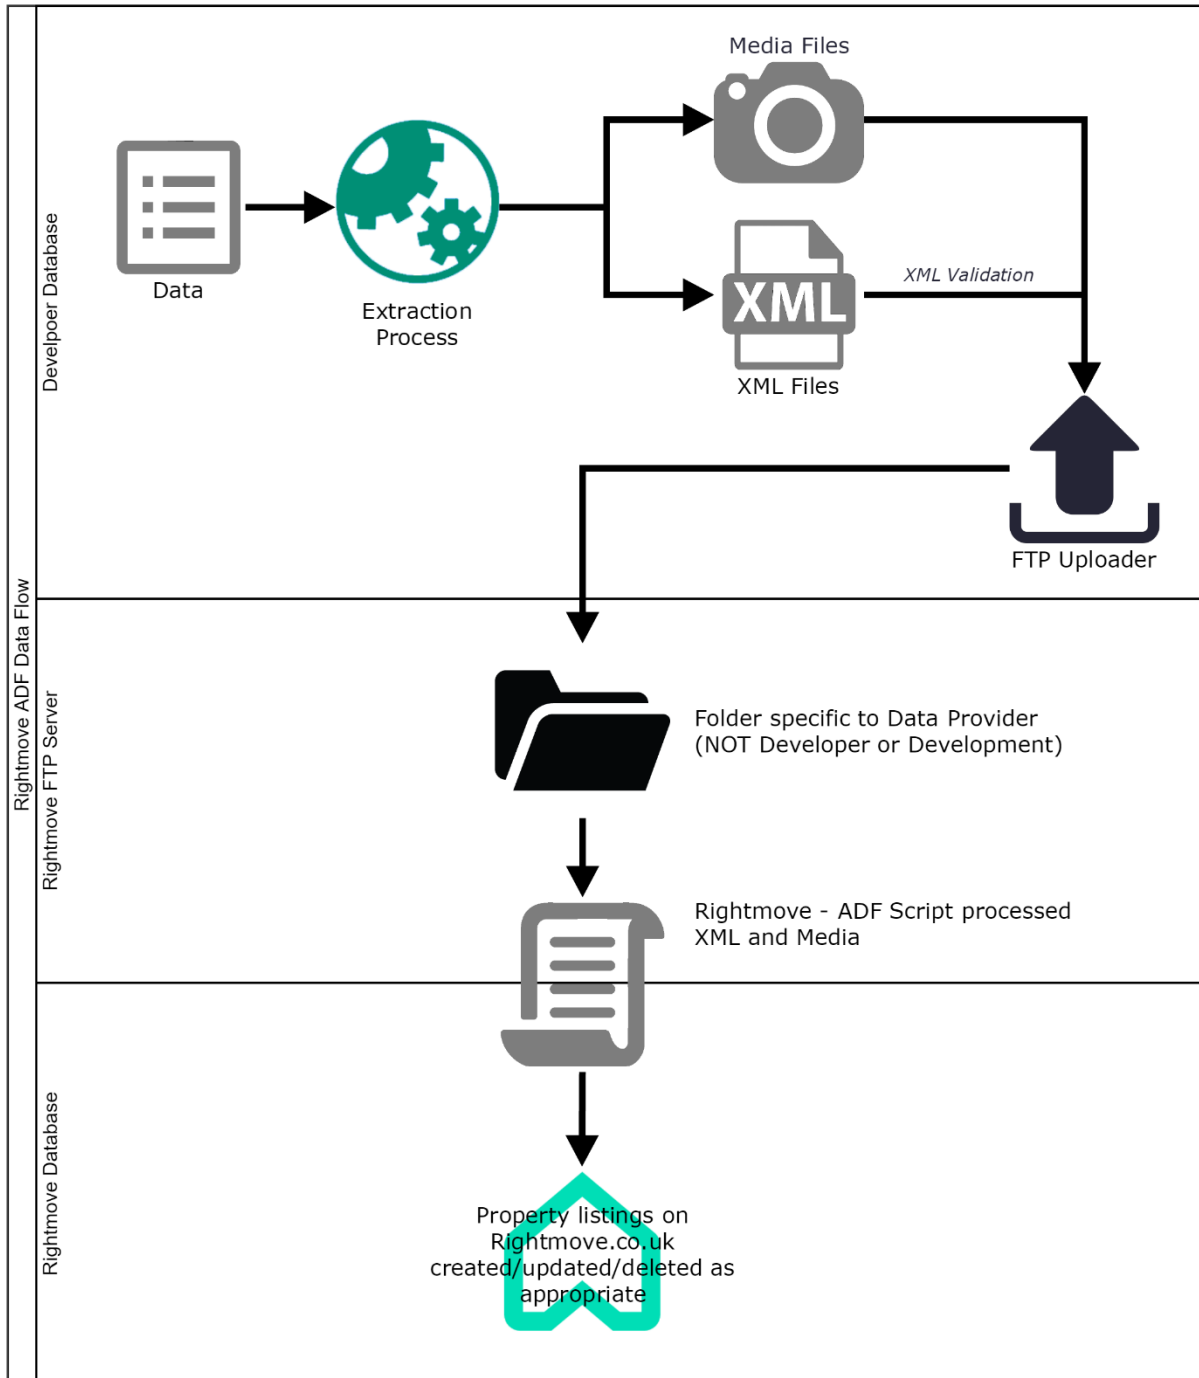 Rightmove ADF Data Flow
Develpoer Database
Media Files
Data
Extraction
Process
XML
XML Files
XML Validation
FTP Uploader
Rightmove FTP Server
Folder specific to Data Provider
(NOT Developer or Development)
Rightmove - ADF Script processed
XML and Media
Rightmove Database
Property listings on
Rightmove.co.uk
created/updated/deleted as
appropriate